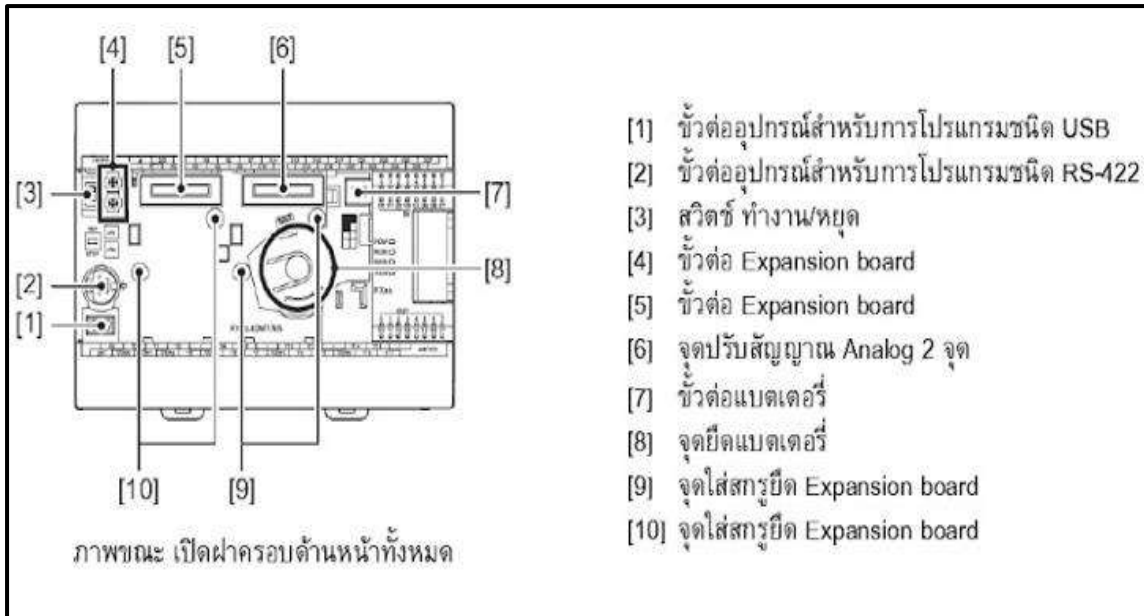 [4] [5] [6]
[3]
[7]
[8]
[2]
[1]
[10] [9]
ภาพขณะ เปิดฝาครอบด้านหน้าทั้งหมด
[1] ขั้วต่ออุปกรณ์สำหรับการโปรแกรมชนิด USB
[2] ขั้วต่ออุปกรณ์สำหรับการโปรแกรมชนิด RS-422
[3] สวิตช์ ทำงาน/หยุด
[4] ขั้วต่อ Expansion board
[5] ขั้วต่อ Expansion board
[6] จุดปรับสัญญาณ Analog 2 จุด
[7] ขั้วต่อแบตเตอรี่
[8] จุดยึดแบตเตอรี่
[9] จุดใส่สกรูยึด Expansion board
[10] จุดใส่สกรูยึด Expansion board